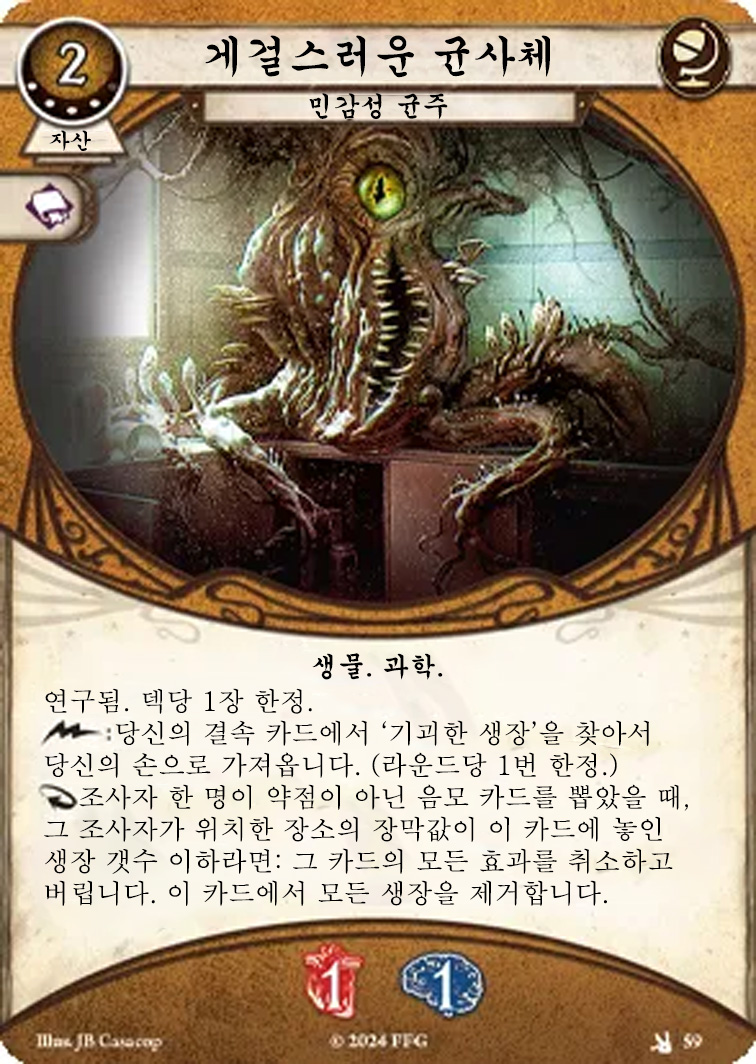 2
게걸스러운 균사체
민감성 균주
자산
생물. 과학.
연구됨. 덱당 1장 한정.
:당신의 결속 카드에서 ‘기괴한 생장’을 찾아서
당신의 손으로 가져옵니다. (라운드당 1번 한정.)
조사자 한 명이 약점이 아닌 음모 카드를 뽑았을 때,
그 조사자가 위치한 장소의 장막값이 이 카드에 놓인
생장 갯수 이하라면: 그 카드의 모든 효과를 취소하고
버립니다. 이 카드에서 모든 생장을 제거합니다.
1 1
Illus. JB Casacop © 2024 FFG 59